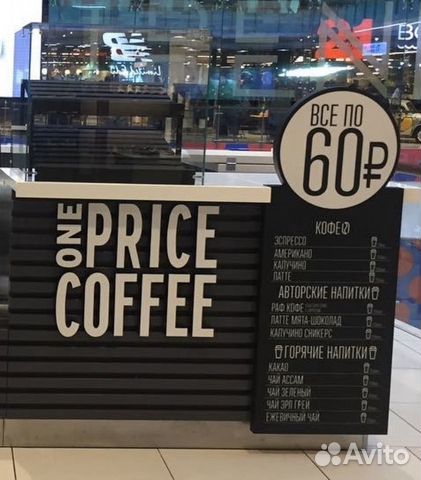 ONE PRICE
COFFEE
ВСЕ ПО
60₽
КОФЕ
ЭСПРЕССО
АМЕРИКАНО
КАПУЧИНО
ЛАТТЕ
АВТОРСКИЕ НАПИТКИ
РАФ КОФЕ
ЛАТТЕ МЯТА-ШОКОЛАД
КАПУЧИНО СНИКЕРС
ГОРЯЧИЕ НАПИТКИ
КАКАО
ЧАЙ АССАМ
ЧАЙ ЗЕЛЕНЫЙ
ЧАЙ ЭРЛ ГРЕЙ
ЕЖЕВИЧНЫЙ ЧАЙ
Avito